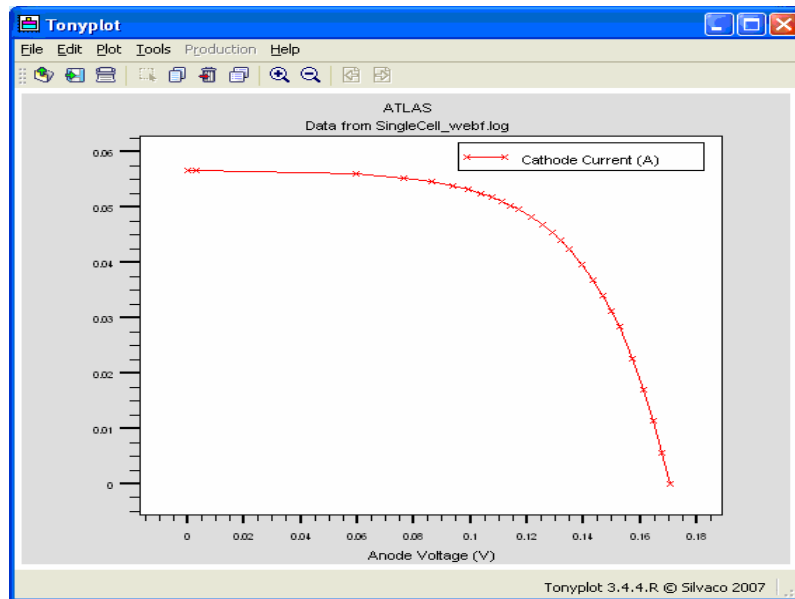 Tonyplot
File Edit Plot Tools Production Help
ATLAS
Data from SingleCell_webf.log
Cathode Current (A)
0.06
0.05
0.04
0.03
0.02
0.01
0
0 0.02 0.04 0.06 0.08 0.1 0.12 0.14 0.16 0.18
Anode Voltage (V)
Tonyplot 3.4.4.R © Silvaco 2007